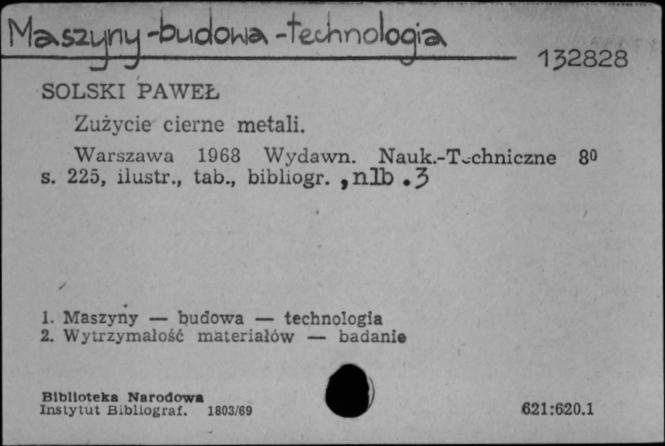 Maszyny-budowa-technologia
132828
SOLSKI PAWEŁ
Zużycie cierne metali.
Warszawa 1968 Wydawn. Nauk.-Techniczne 8⁰
s. 225, ilustr., tab., bibliogr. , nlb . 3
1. Maszyny — budowa — technologia
2. Wytrzymałość materiałów — badanie
Biblioteka Narodowa
Instytut Bibliograf. 1803/69
621:620.1